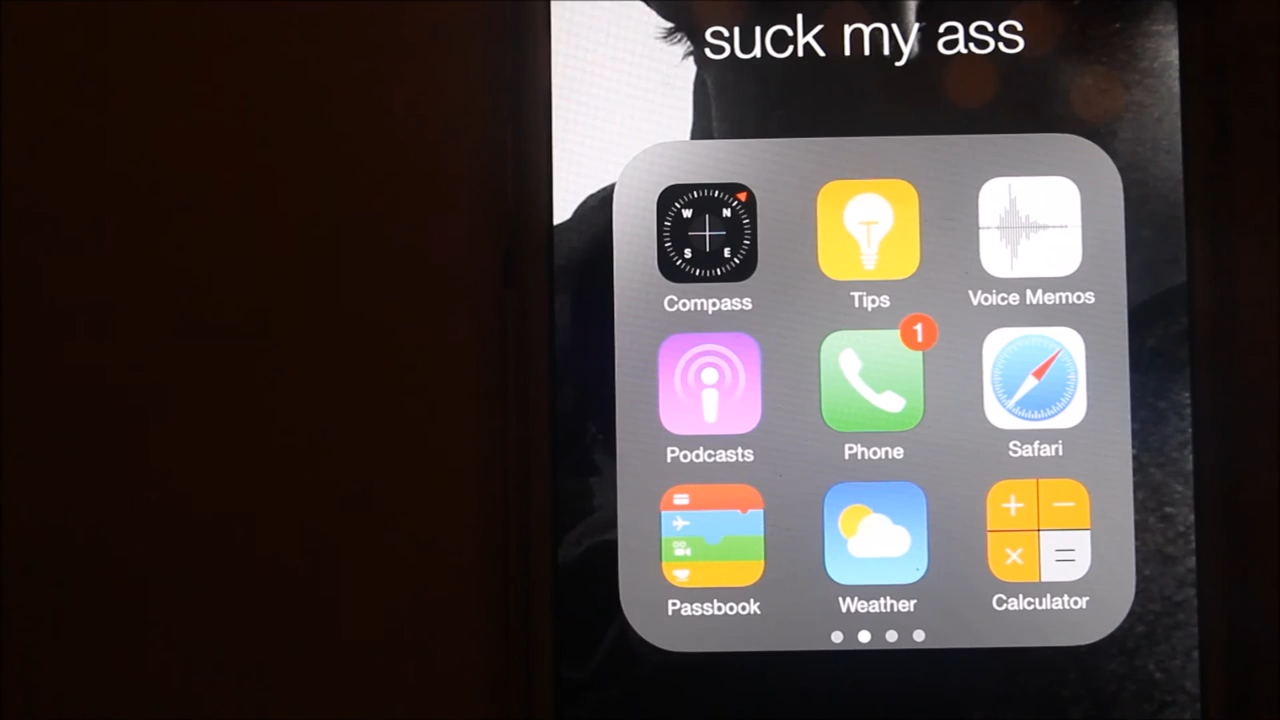 suck my ass
W N
S E
Compass Tips Voice Memos
1
Podcasts Phone Safari
Passbook Weather Calculator